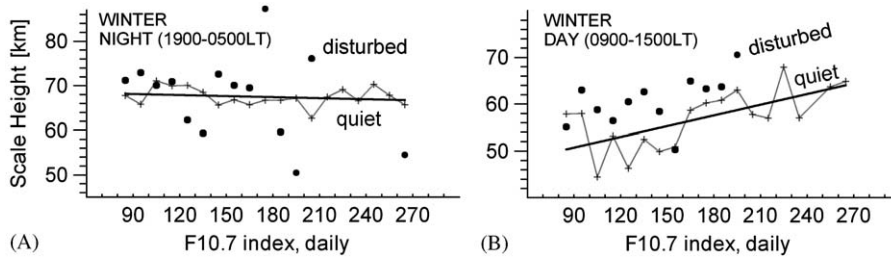 WINTER
NIGHT (1900-0500LT)
disturbed
quiet
Scale Height [km]
80
70
60
50
90 120 150 180 210 240 270
(A)
F10.7 index, daily
WINTER
DAY (0900-1500LT)
disturbed
quiet
80
70
60
50
90 120 150 180 210 240 270
(B)
F10.7 index, daily